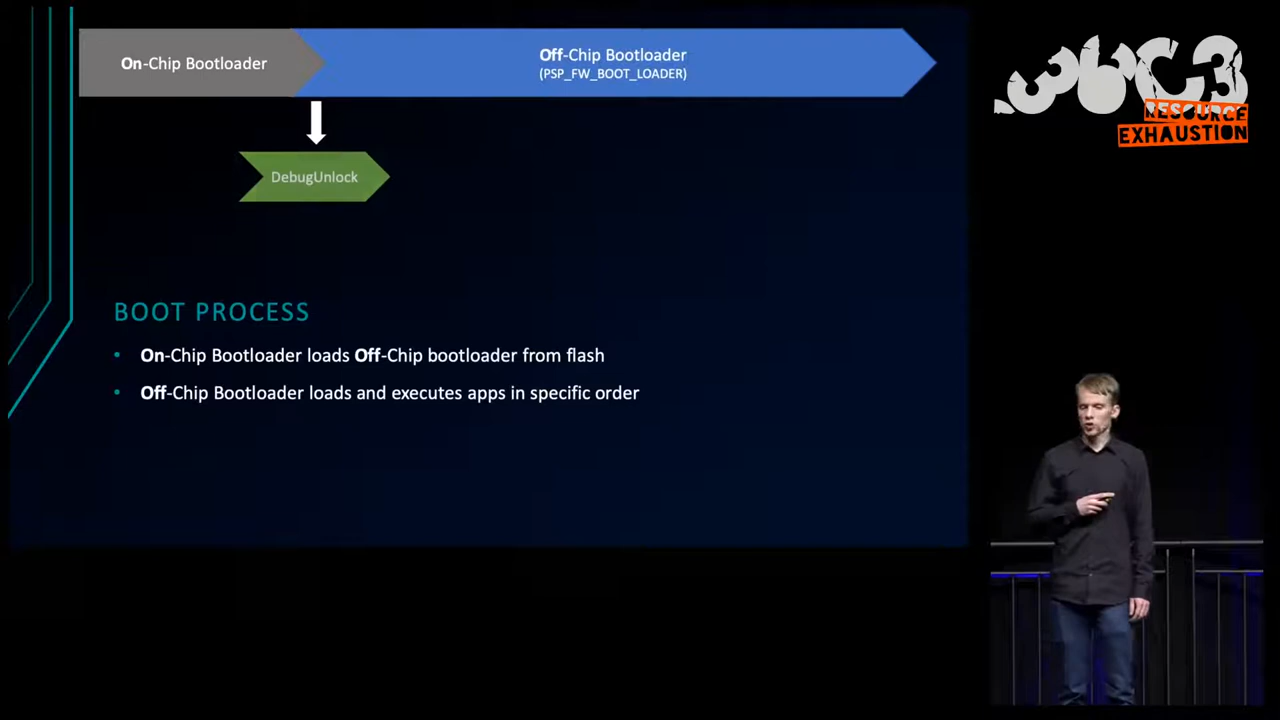 On-Chip Bootloader
Off-Chip Bootloader
(PSP_FW_BOOT_LOADER)
DebugUnlock
BOOT PROCESS
• On-Chip Bootloader loads Off-Chip bootloader from flash
• Off-Chip Bootloader loads and executes apps in specific order
36C3
RESOURCE
EXHAUSTION